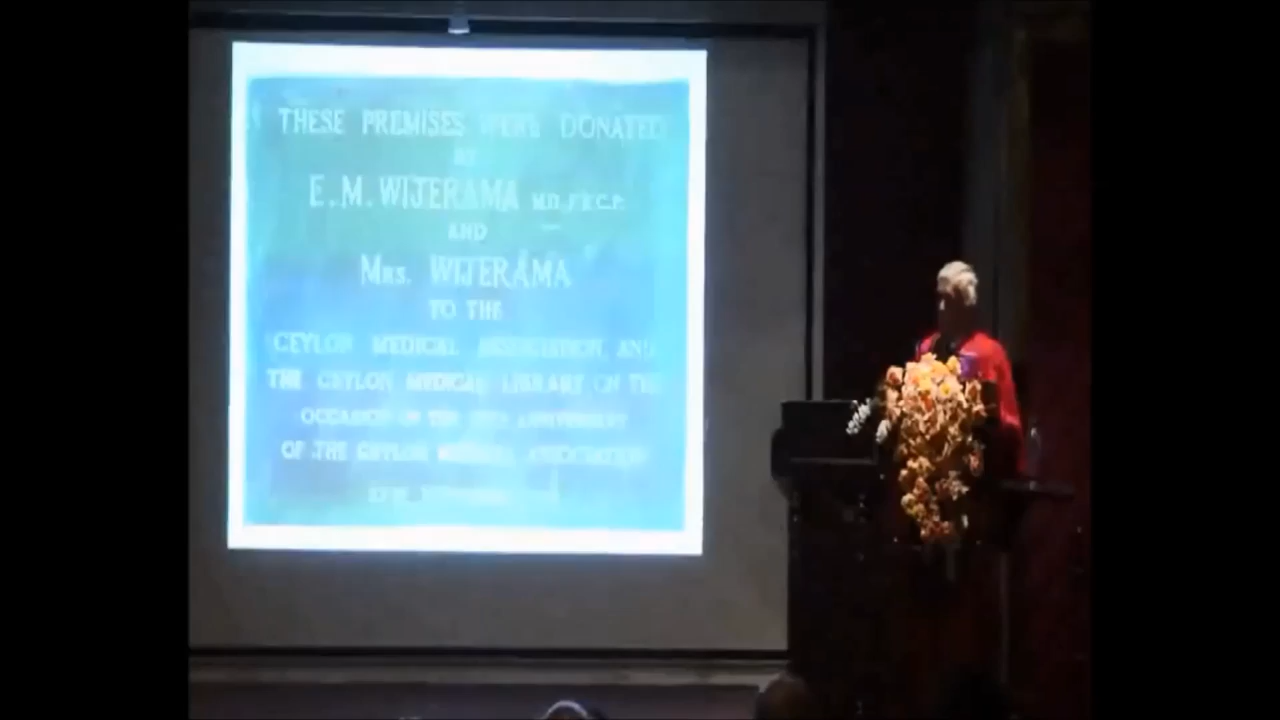 THESE PREMISES WERE DONATED
BY
E.M. WIJERAMA M.D. F.R.C.P.
AND
MRS. WIJERAMA
TO THE
CEYLON MEDICAL ASSOCIATION AND
THE CEYLON MEDICAL LIBRARY ON THE
OCCASION OF THE ANNIVERSARY
OF THE CEYLON MEDICAL ASSOCIATION